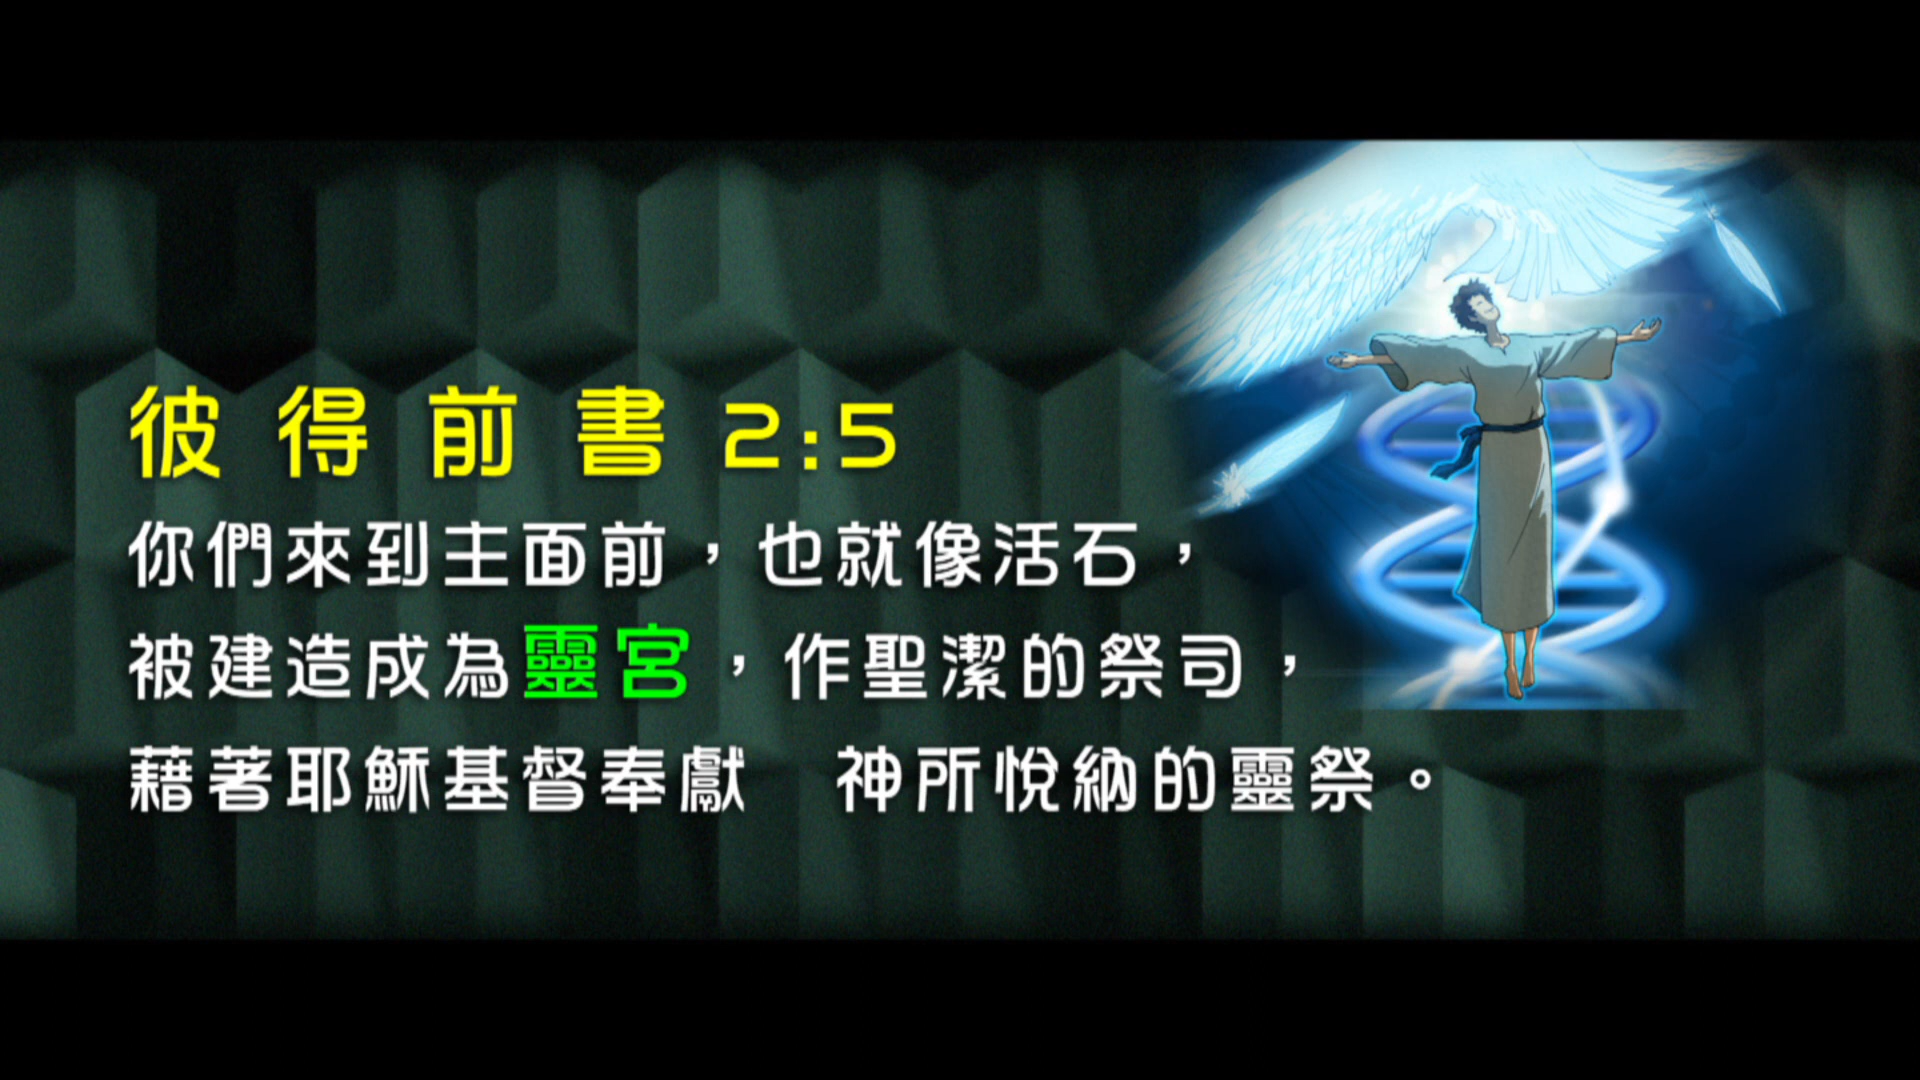 彼得前書 2:5
你們來到主面前，也就像活石，
被建造成為靈宮，作聖潔的祭司，
藉著耶穌基督奉獻　神所悅納的靈祭。